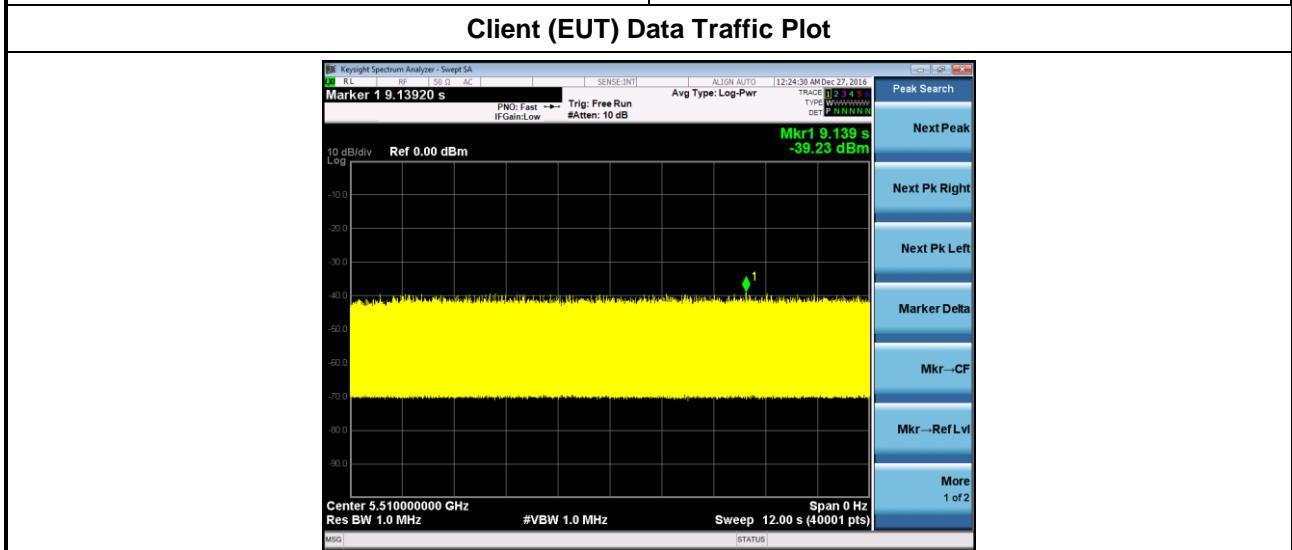 Client (EUT) Data Traffic Plot
Keysight Spectrum Analyzer - Swept SA
RL RF 50 Ω AC SENSE:INT ALIGN AUTO 12:24:30 AM Dec 27, 2016
Marker 1 9.13920 s
PNO: Fast
IFGain:Low
Trig: Free Run
#Atten: 10 dB
Avg Type: Log-Pwr
TRACE 1 2 3 4 5 6
TYPE WWWWWW
DET P N N N N N
Mkr1 9.139 s
-39.23 dBm
10 dB/div Ref 0.00 dBm
Log
-10.0
-20.0
-30.0
1
-40.0
-50.0
-60.0
-70.0
-80.0
-90.0
Center 5.510000000 GHz Span 0 Hz
Res BW 1.0 MHz #VBW 1.0 MHz Sweep 12.00 s (40001 pts)
MSG STATUS
Peak Search
Next Peak
Next Pk Right
Next Pk Left
Marker Delta
Mkr→CF
Mkr→Ref Lvl
More
1 of 2